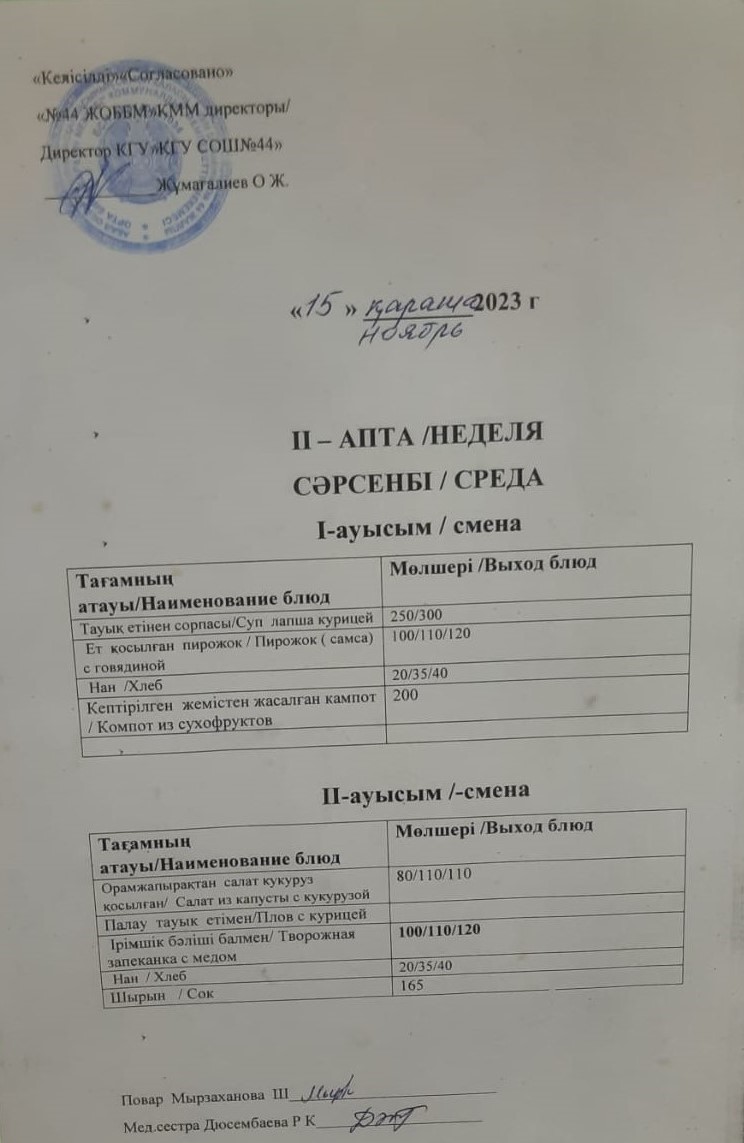 «Келісілді»«Согласовано»
«№44 ЖОББМ»КММ директоры/
Директор КГУ»КГУ СОШ№44»
Жұмағалиев О Ж.
«15» қараша 2023 г
ноябрь
II – АПТА /НЕДЕЛЯ
СӘРСЕНБІ / СРЕДА
I-ауысым / смена
Тағамның Мөлшері /Выход блюд
атауы/Наименование блюд
Тауық етінен сорпасы/Суп лапша курицей 250/300
Ет қосылған пирожок / Пирожок ( самса) 100/110/120
с говядиной
Нан /Хлеб 20/35/40
Кептірілген жемістен жасалған кампот 200
/ Компот из сухофруктов
II-ауысым /-смена
Тағамның Мөлшері /Выход блюд
атауы/Наименование блюд
Орамжапырақтан салат кукуруз 80/110/110
қосылған/ Салат из капусты с кукурузой
Палау тауық етімен/Плов с курицей
Ірімшік бәліші балмен/ Творожная 100/110/120
запеканка с медом
Нан / Хлеб 20/35/40
Шырын / Сок 165
Повар Мырзаханова Ш
Мед.сестра Дюсембаева Р К